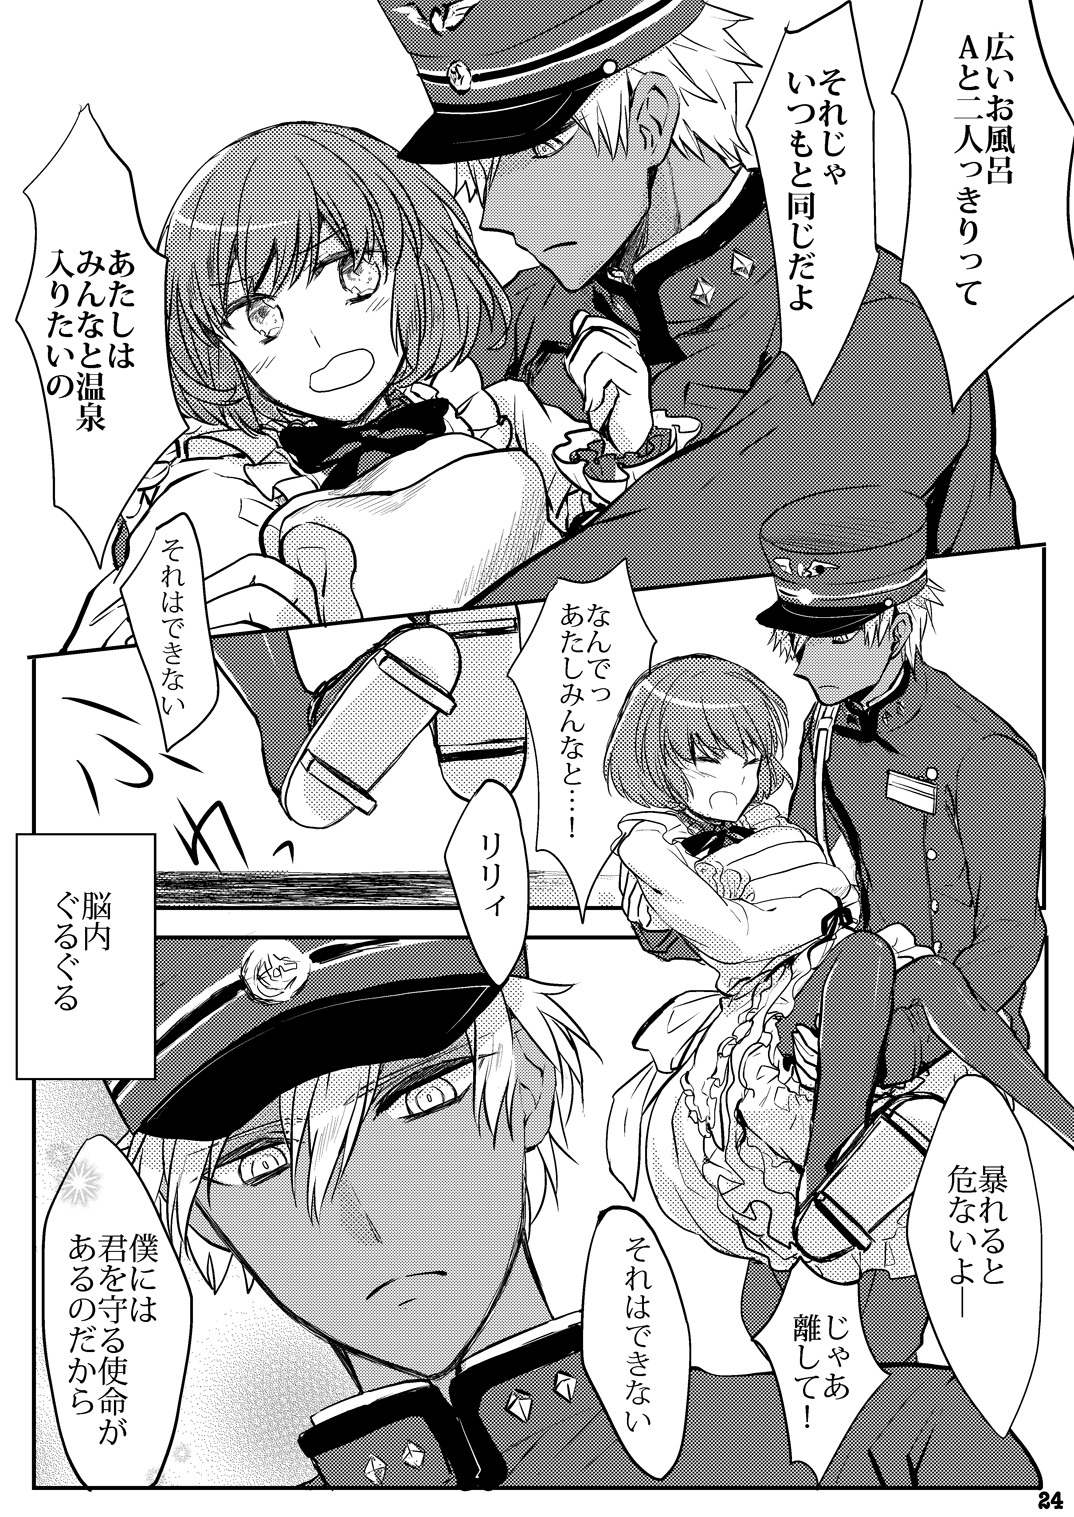 広いお風呂
Aと二人っきりって
それじゃ
いつもと同じだよ
あたしは
みんなと温泉
入りたいの
それはできない
なんでっ
あたしみんなと…！
リリィ
じた
ばた
脳内
ぐるぐる
暴れると
危ないよー
じゃあ
離して！
それはできない
僕には
君を守る使命が
あるのだから
24